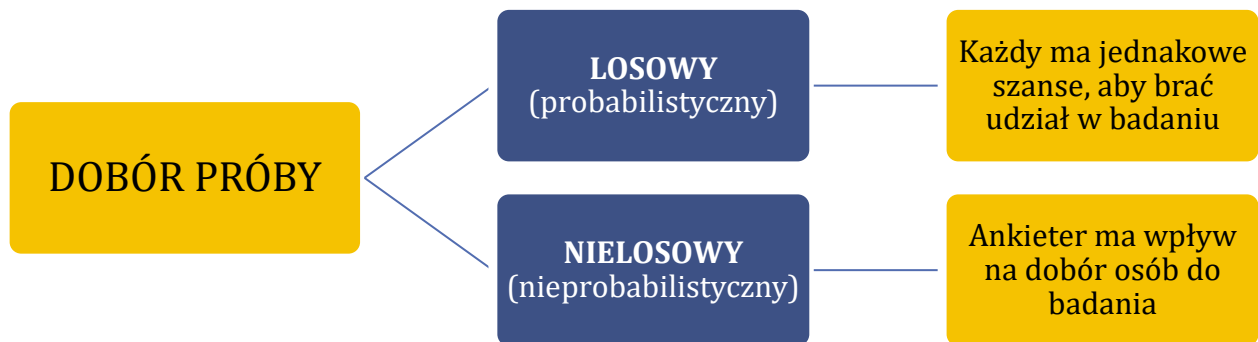 DOBÓR PRÓBY
LOSOWY
(probabilistyczny)
Każdy ma jednakowe
szanse, aby brać
udział w badaniu
NIELOSOWY
(nieprobabilistyczny)
Ankieter ma wpływ
na dobór osób do
badania